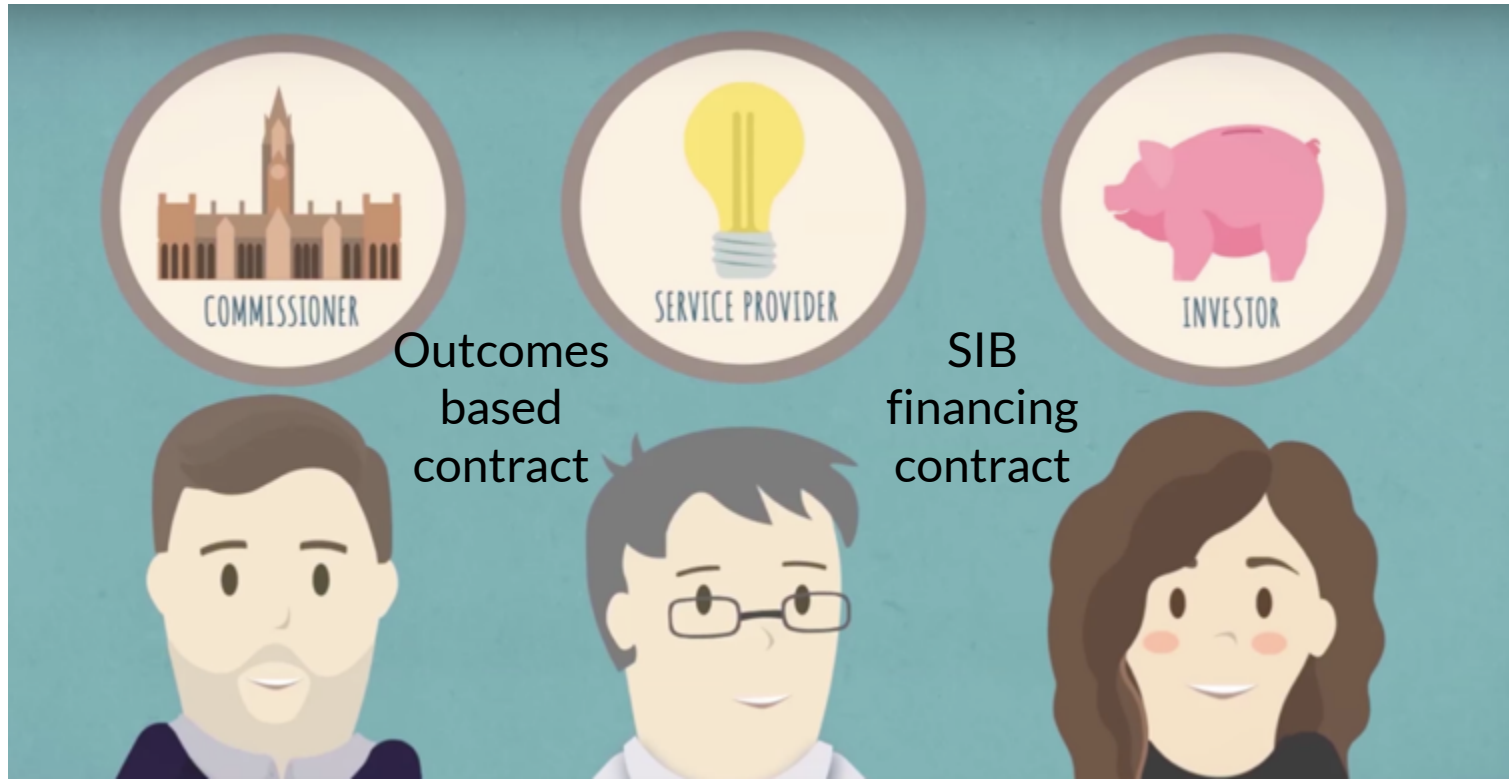 COMMISSIONER
SERVICE PROVIDER
INVESTOR
Outcomes
based
contract
SIB
financing
contract